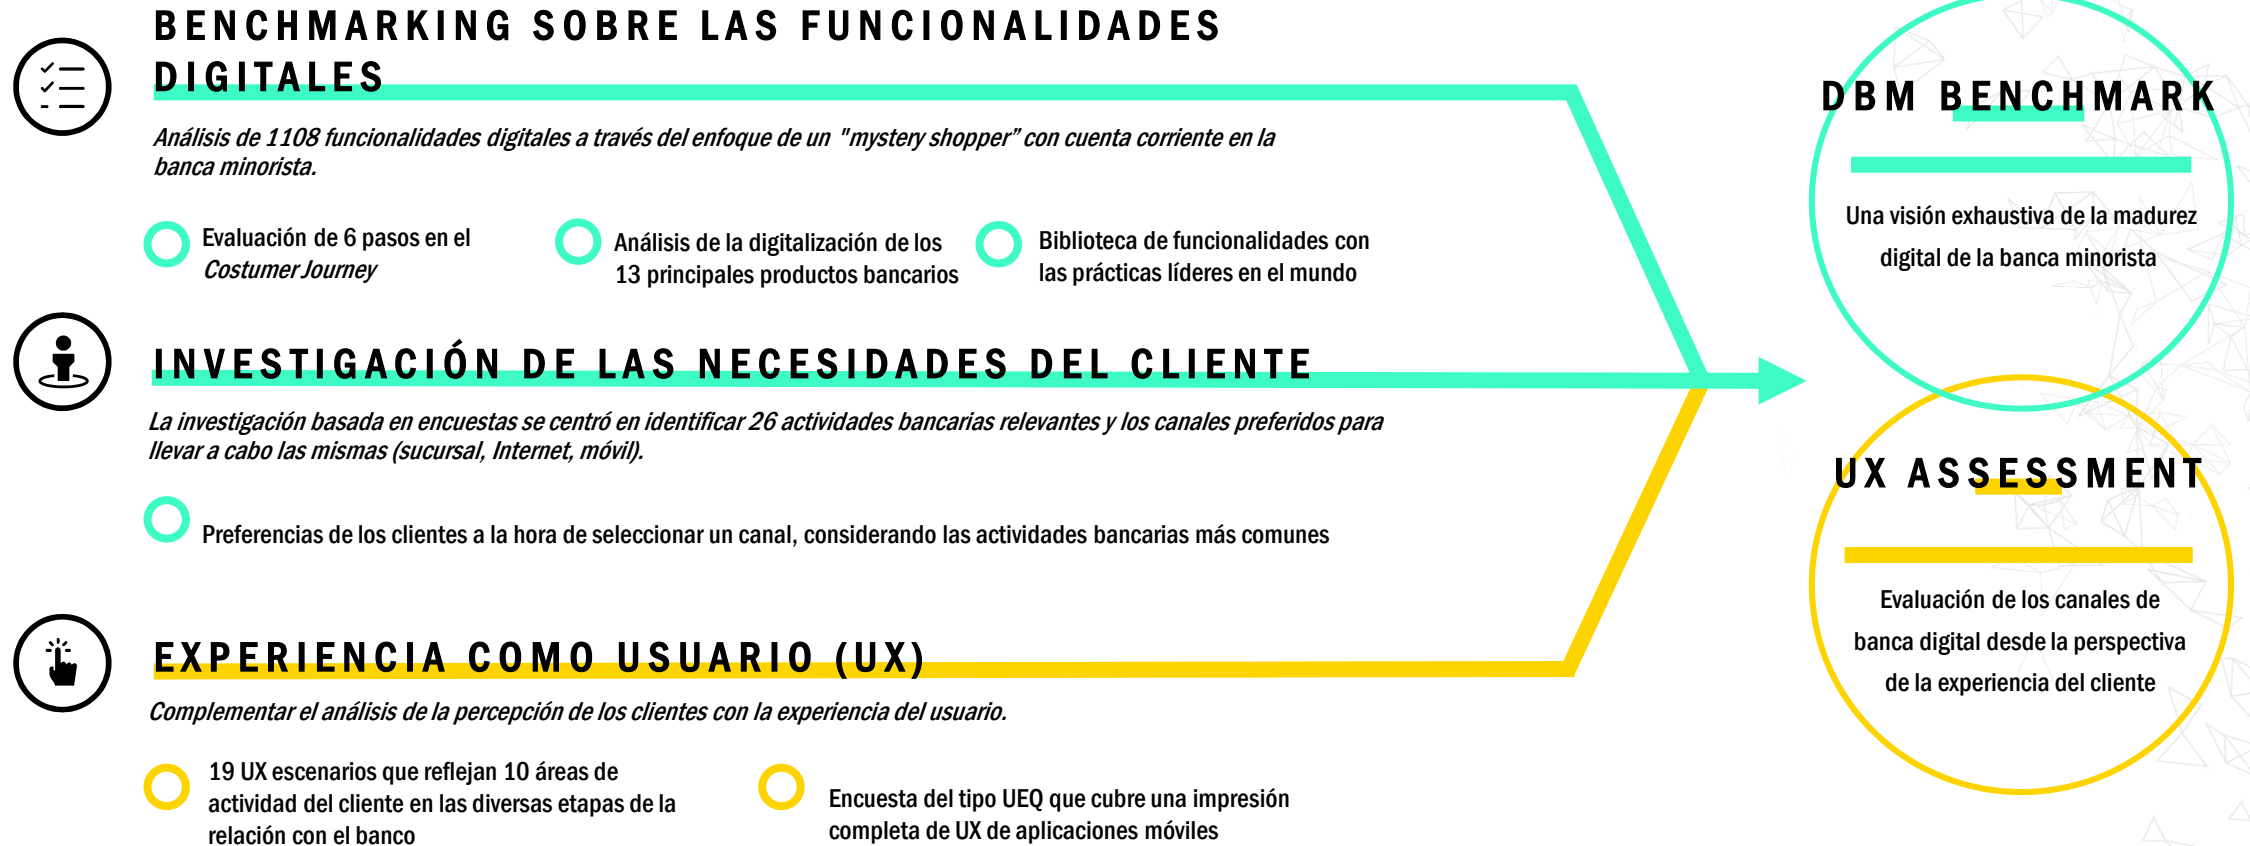 BENCHMARKING SOBRE LAS FUNCIONALIDADES
DIGITALES
Análisis de 1108 funcionalidades digitales a través del enfoque de un "mystery shopper” con cuenta corriente en la
banca minorista.
Evaluación de 6 pasos en el
Costumer Journey
Análisis de la digitalización de los
13 principales productos bancarios
Biblioteca de funcionalidades con
las prácticas líderes en el mundo
INVESTIGACIÓN DE LAS NECESIDADES DEL CLIENTE
La investigación basada en encuestas se centró en identificar 26 actividades bancarias relevantes y los canales preferidos para
llevar a cabo las mismas (sucursal, Internet, móvil).
Preferencias de los clientes a la hora de seleccionar un canal, considerando las actividades bancarias más comunes
EXPERIENCIA COMO USUARIO (UX)
Complementar el análisis de la percepción de los clientes con la experiencia del usuario.
19 UX escenarios que reflejan 10 áreas de
actividad del cliente en las diversas etapas de la
relación con el banco
Encuesta del tipo UEQ que cubre una impresión
completa de UX de aplicaciones móviles
DBM BENCHMARK
Una visión exhaustiva de la madurez
digital de la banca minorista
UX ASSESSMENT
Evaluación de los canales de
banca digital desde la perspectiva
de la experiencia del cliente